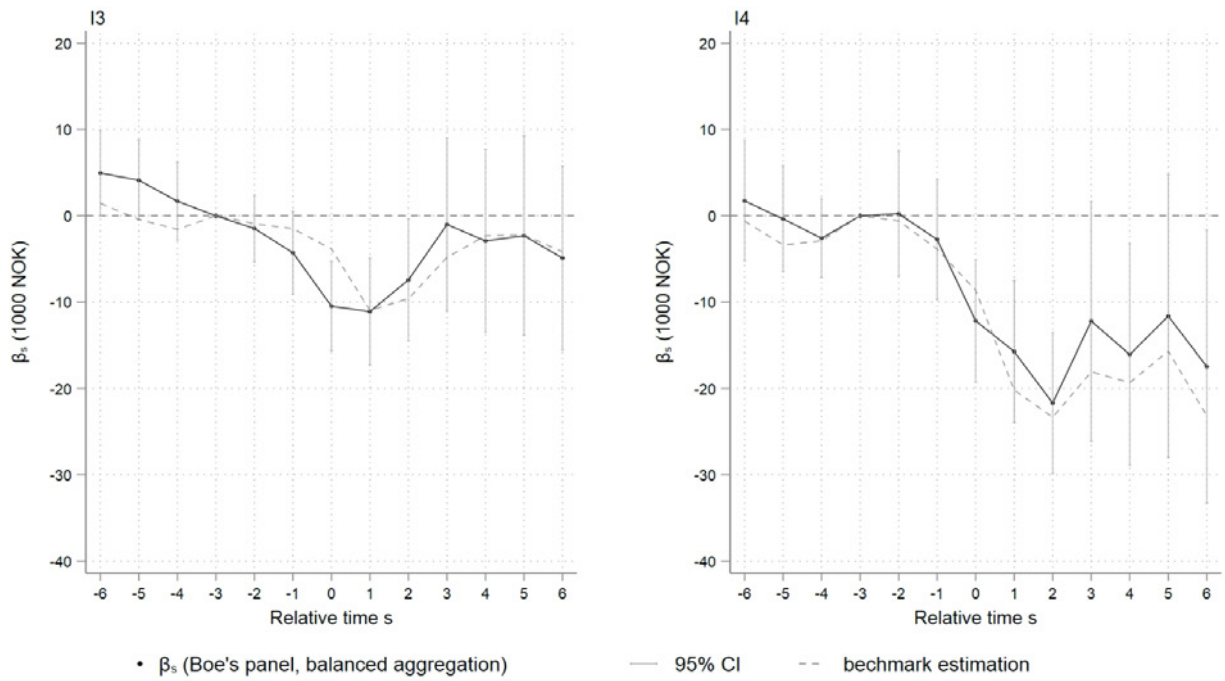 I3
20
10
0
-10
-20
-30
-40
βs (1000 NOK)
-6 -5 -4 -3 -2 -1 0 1 2 3 4 5 6
Relative time s
I4
20
10
0
-10
-20
-30
-40
βs (1000 NOK)
-6 -5 -4 -3 -2 -1 0 1 2 3 4 5 6
Relative time s
βs (Boe's panel, balanced aggregation) 95% CI bechmark estimation